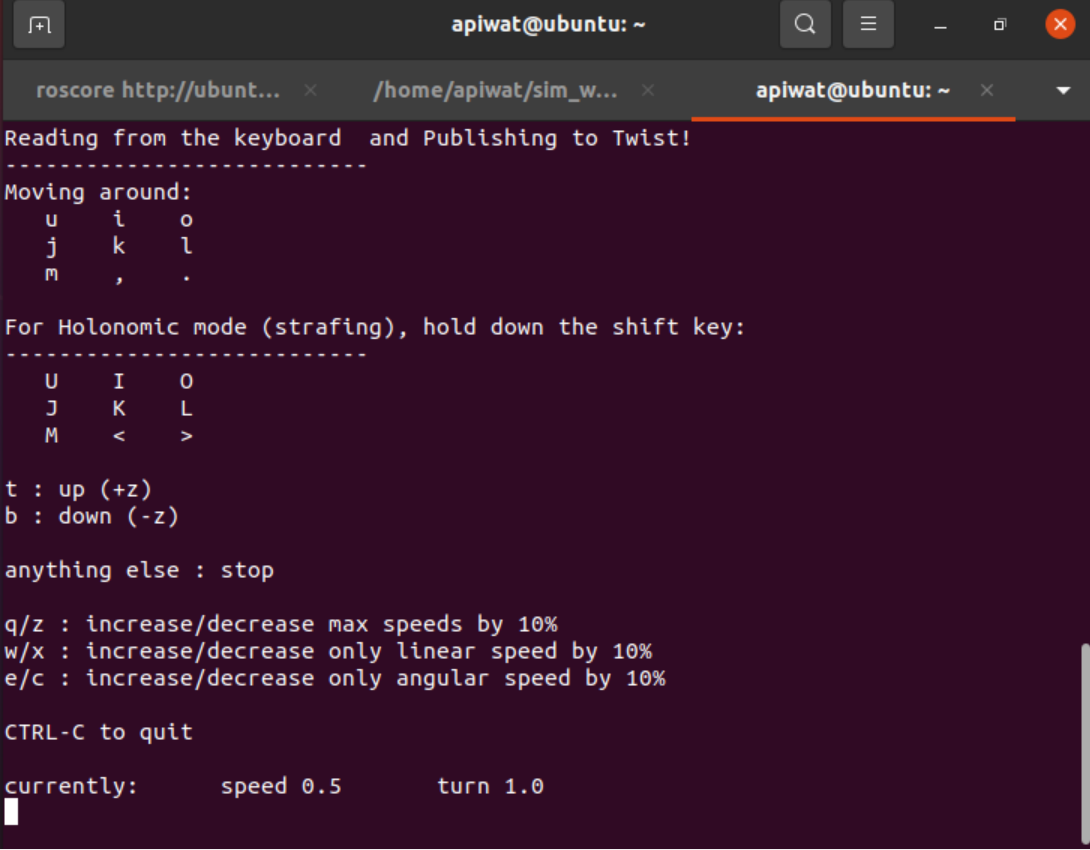 apiwat@ubuntu: ~
roscore http://ubunt...
/home/apiwat/sim_w...
apiwat@ubuntu: ~
Reading from the keyboard  and Publishing to Twist!
---------------------------
Moving around:
   u    i    o
   j    k    l
   m    ,    .
For Holonomic mode (strafing), hold down the shift key:
---------------------------
   U    I    O
   J    K    L
   M    <    >
t : up (+z)
b : down (-z)
anything else : stop
q/z : increase/decrease max speeds by 10%
w/x : increase/decrease only linear speed by 10%
e/c : increase/decrease only angular speed by 10%
CTRL-C to quit
currently:      speed 0.5       turn 1.0